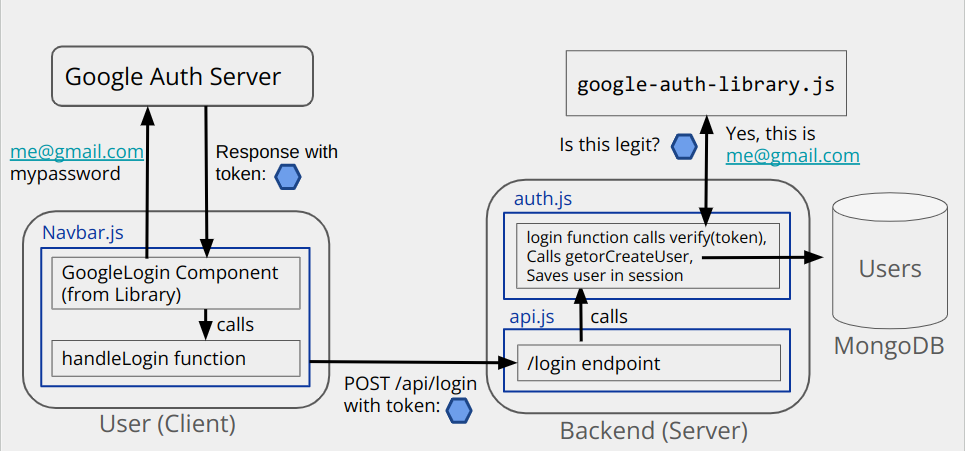 Google Auth Server
google-auth-library.js
me@gmail.com
mypassword
Response with
token:
Is this legit?
Yes, this is
me@gmail.com
Navbar.js
GoogleLogin Component
(from Library)
calls
handleLogin function
User (Client)
POST /api/login
with token:
auth.js
login function calls verify(token),
Calls getorCreateUser,
Saves user in session
calls
api.js
/login endpoint
Backend (Server)
Users
MongoDB